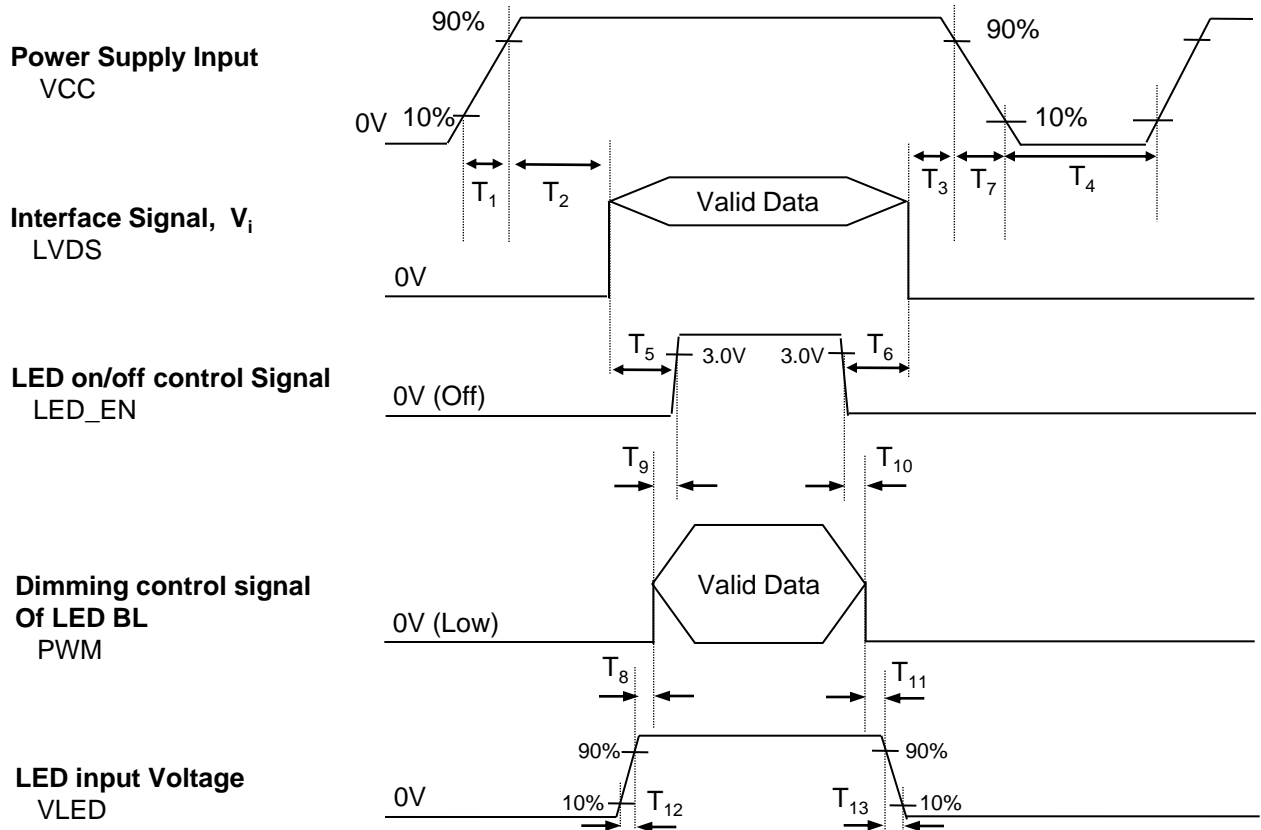 90%
90%
Power Supply Input
VCC
0V 10%
10%
T1
T2
T3
T7
T4
Interface Signal, Vi
LVDS
Valid Data
0V
T5
3.0V
3.0V
T6
LED on/off control Signal
LED_EN
0V (Off)
T9
T10
Dimming control signal
Of LED BL
PWM
Valid Data
0V (Low)
T8
T11
90%
90%
LED input Voltage
VLED
0V
10%
T12
T13
10%